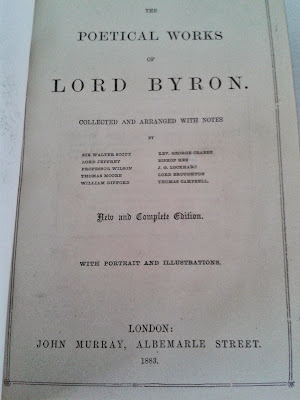 THE
POETICAL WORKS
OF
LORD BYRON.
COLLECTED AND ARRANGED WITH NOTES
BY
SIR WALTER SCOTT
LORD JEFFREY
PROFESSOR WILSON
THOMAS MOORE
WILLIAM GIFFORD
REV. GEORGE CRABBE
BISHOP HEBER
J. G. LOCKHART
LORD BROUGHTON
THOMAS CAMPBELL.
New and Complete Edition.
WITH PORTRAIT AND ILLUSTRATIONS.
LONDON:
JOHN MURRAY, ALBEMARLE STREET.
1883.